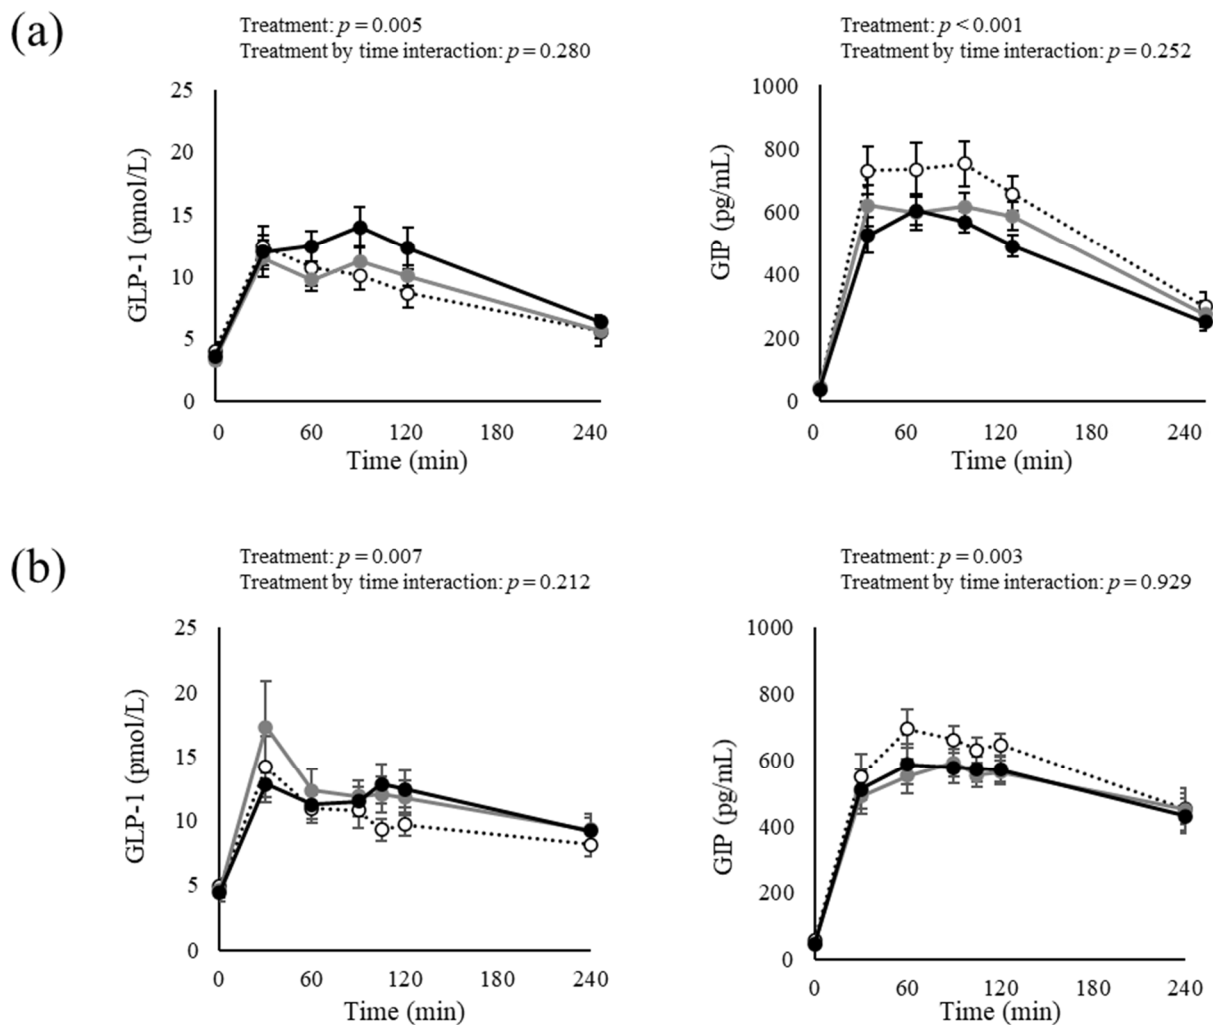 (a)
Treatment: p = 0.005
Treatment by time interaction: p = 0.280
25
20
15
10
5
0
GLP-1 (pmol/L)
0 60 120 180 240
Time (min)
Treatment: p < 0.001
Treatment by time interaction: p = 0.252
1000
800
600
400
200
0
GIP (pg/mL)
0 60 120 180 240
Time (min)
(b)
Treatment: p = 0.007
Treatment by time interaction: p = 0.212
25
20
15
10
5
0
GLP-1 (pmol/L)
0 60 120 180 240
Time (min)
Treatment: p = 0.003
Treatment by time interaction: p = 0.929
1000
800
600
400
200
0
GIP (pg/mL)
0 60 120 180 240
Time (min)